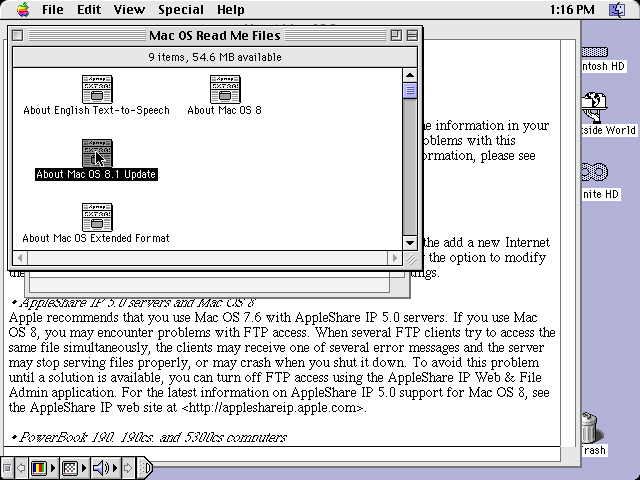 File Edit View Special Help 1:16 PM
Mac OS Read Me Files
9 items, 54.6 MB available
About English Text-to-Speech
About Mac OS 8
About Mac OS 8.1 Update
About Mac OS Extended Format
ntosh HD
tside World
nite HD
Trash
e information in your
oblems with this
ormation, please see
the add a new Internet
the option to modify
ngs.
• AppleShare IP 5.0 servers and Mac OS 8
Apple recommends that you use Mac OS 7.6 with AppleShare IP 5.0 servers. If you use Mac
OS 8, you may encounter problems with FTP access. When several FTP clients try to access the
same file simultaneously, the clients may receive one of several error messages and the server
may stop serving files properly, or may crash when you shut it down. To avoid this problem
until a solution is available, you can turn off FTP access using the AppleShare IP Web & File
Admin application. For the latest information on AppleShare IP 5.0 support for Mac OS 8, see
the AppleShare IP web site at <http://appleshareip.apple.com>.
• PowerBook 190, 190cs, and 5300cs computers